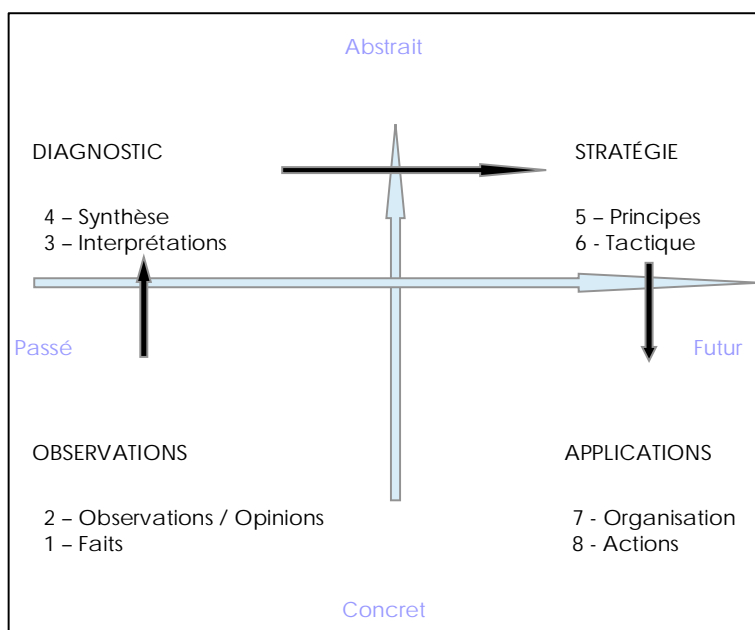 Abstrait
DIAGNOSTIC
4 – Synthèse
3 – Interprétations
STRATÉGIE
5 – Principes
6 - Tactique
Passé
Futur
OBSERVATIONS
2 – Observations / Opinions
1 – Faits
APPLICATIONS
7 - Organisation
8 - Actions
Concret